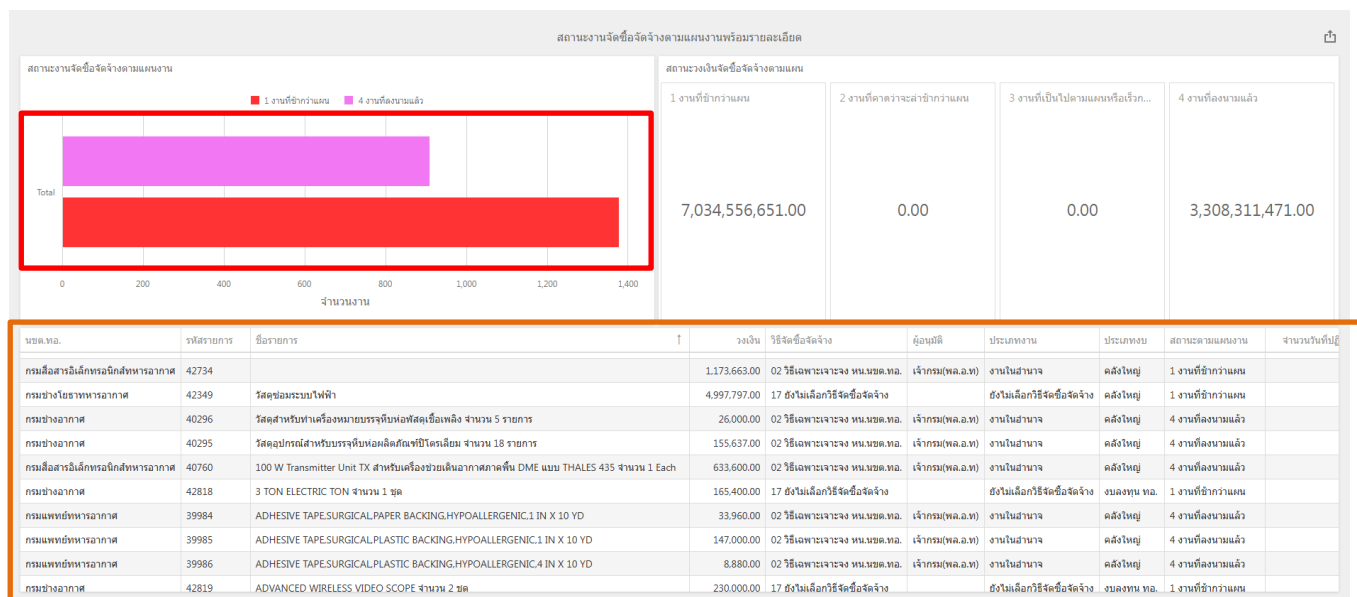 สถานะงานจัดซื้อจัดจ้างตามแผนงานพร้อมรายละเอียด
สถานะงานจัดซื้อจัดจ้างตามแผนงาน
1 งานที่ช้ากว่าแผน 4 งานที่ลงนามแล้ว
Total
0 200 400 600 800 1,000 1,200 1,400
จำนวนงาน
สถานะวงเงินจัดซื้อจัดจ้างตามแผน
1 งานที่ช้ากว่าแผน 2 งานที่คาดว่าจะล่าช้ากว่าแผน 3 งานที่เป็นไปตามแผนหรือเร็วก... 4 งานที่ลงนามแล้ว
7,034,556,651.00 0.00 0.00 3,308,311,471.00
นขต.ทอ. รหัสรายการ ชื่อรายการ ↑ วงเงิน วิธีจัดซื้อจัดจ้าง ผู้อนุมัติ ประเภทงาน ประเภทงบ สถานะตามแผนงาน จำนวนวันที่ปฏิ
กรมสื่อสารอิเล็กทรอนิกส์ทหารอากาศ 42734 1,173,663.00 02 วิธีเฉพาะเจาะจง หน.นขต.ทอ. เจ้ากรม(พล.อ.ท) งานในอำนาจ คลังใหญ่ 1 งานที่ช้ากว่าแผน
กรมช่างโยธาทหารอากาศ 42349 วัสดุซ่อมระบบไฟฟ้า 4,997,797.00 17 ยังไม่เลือกวิธีจัดซื้อจัดจ้าง ยังไม่เลือกวิธีจัดซื้อจัดจ้าง คลังใหญ่ 1 งานที่ช้ากว่าแผน
กรมช่างอากาศ 40296 วัสดุสำหรับทำเครื่องหมายบรรจุหีบห่อพัสดุเชื้อเพลิง จำนวน 5 รายการ 26,000.00 02 วิธีเฉพาะเจาะจง หน.นขต.ทอ. เจ้ากรม(พล.อ.ท) งานในอำนาจ คลังใหญ่ 4 งานที่ลงนามแล้ว
กรมช่างอากาศ 40295 วัสดุอุปกรณ์สำหรับบรรจุหีบห่อผลิตภัณฑ์ปิโตรเลียม จำนวน 18 รายการ 155,637.00 02 วิธีเฉพาะเจาะจง หน.นขต.ทอ. เจ้ากรม(พล.อ.ท) งานในอำนาจ คลังใหญ่ 4 งานที่ลงนามแล้ว
กรมสื่อสารอิเล็กทรอนิกส์ทหารอากาศ 40760 100 W Transmitter Unit TX สำหรับเครื่องช่วยเดินอากาศภาคพื้น DME แบบ THALES 435 จำนวน 1 Each 633,600.00 02 วิธีเฉพาะเจาะจง หน.นขต.ทอ. เจ้ากรม(พล.อ.ท) งานในอำนาจ คลังใหญ่ 4 งานที่ลงนามแล้ว
กรมช่างอากาศ 42818 3 TON ELECTRIC TON จำนวน 1 ชุด 165,400.00 17 ยังไม่เลือกวิธีจัดซื้อจัดจ้าง ยังไม่เลือกวิธีจัดซื้อจัดจ้าง งบลงทุน ทอ. 1 งานที่ช้ากว่าแผน
กรมแพทย์ทหารอากาศ 39984 ADHESIVE TAPE,SURGICAL,PAPER BACKING,HYPOALLERGENIC,1 IN X 10 YD 33,960.00 02 วิธีเฉพาะเจาะจง หน.นขต.ทอ. เจ้ากรม(พล.อ.ท) งานในอำนาจ คลังใหญ่ 4 งานที่ลงนามแล้ว
กรมแพทย์ทหารอากาศ 39985 ADHESIVE TAPE,SURGICAL,PLASTIC BACKING,HYPOALLERGENIC,1 IN X 10 YD 147,000.00 02 วิธีเฉพาะเจาะจง หน.นขต.ทอ. เจ้ากรม(พล.อ.ท) งานในอำนาจ คลังใหญ่ 4 งานที่ลงนามแล้ว
กรมแพทย์ทหารอากาศ 39986 ADHESIVE TAPE,SURGICAL,PLASTIC BACKING,HYPOALLERGENIC,4 IN X 10 YD 8,880.00 02 วิธีเฉพาะเจาะจง หน.นขต.ทอ. เจ้ากรม(พล.อ.ท) งานในอำนาจ คลังใหญ่ 4 งานที่ลงนามแล้ว
กรมช่างอากาศ 42819 ADVANCED WIRELESS VIDEO SCOPE จำนวน 2 ชุด 230,000.00 17 ยังไม่เลือกวิธีจัดซื้อจัดจ้าง ยังไม่เลือกวิธีจัดซื้อจัดจ้าง งบลงทุน ทอ. 1 งานที่ช้ากว่าแผน